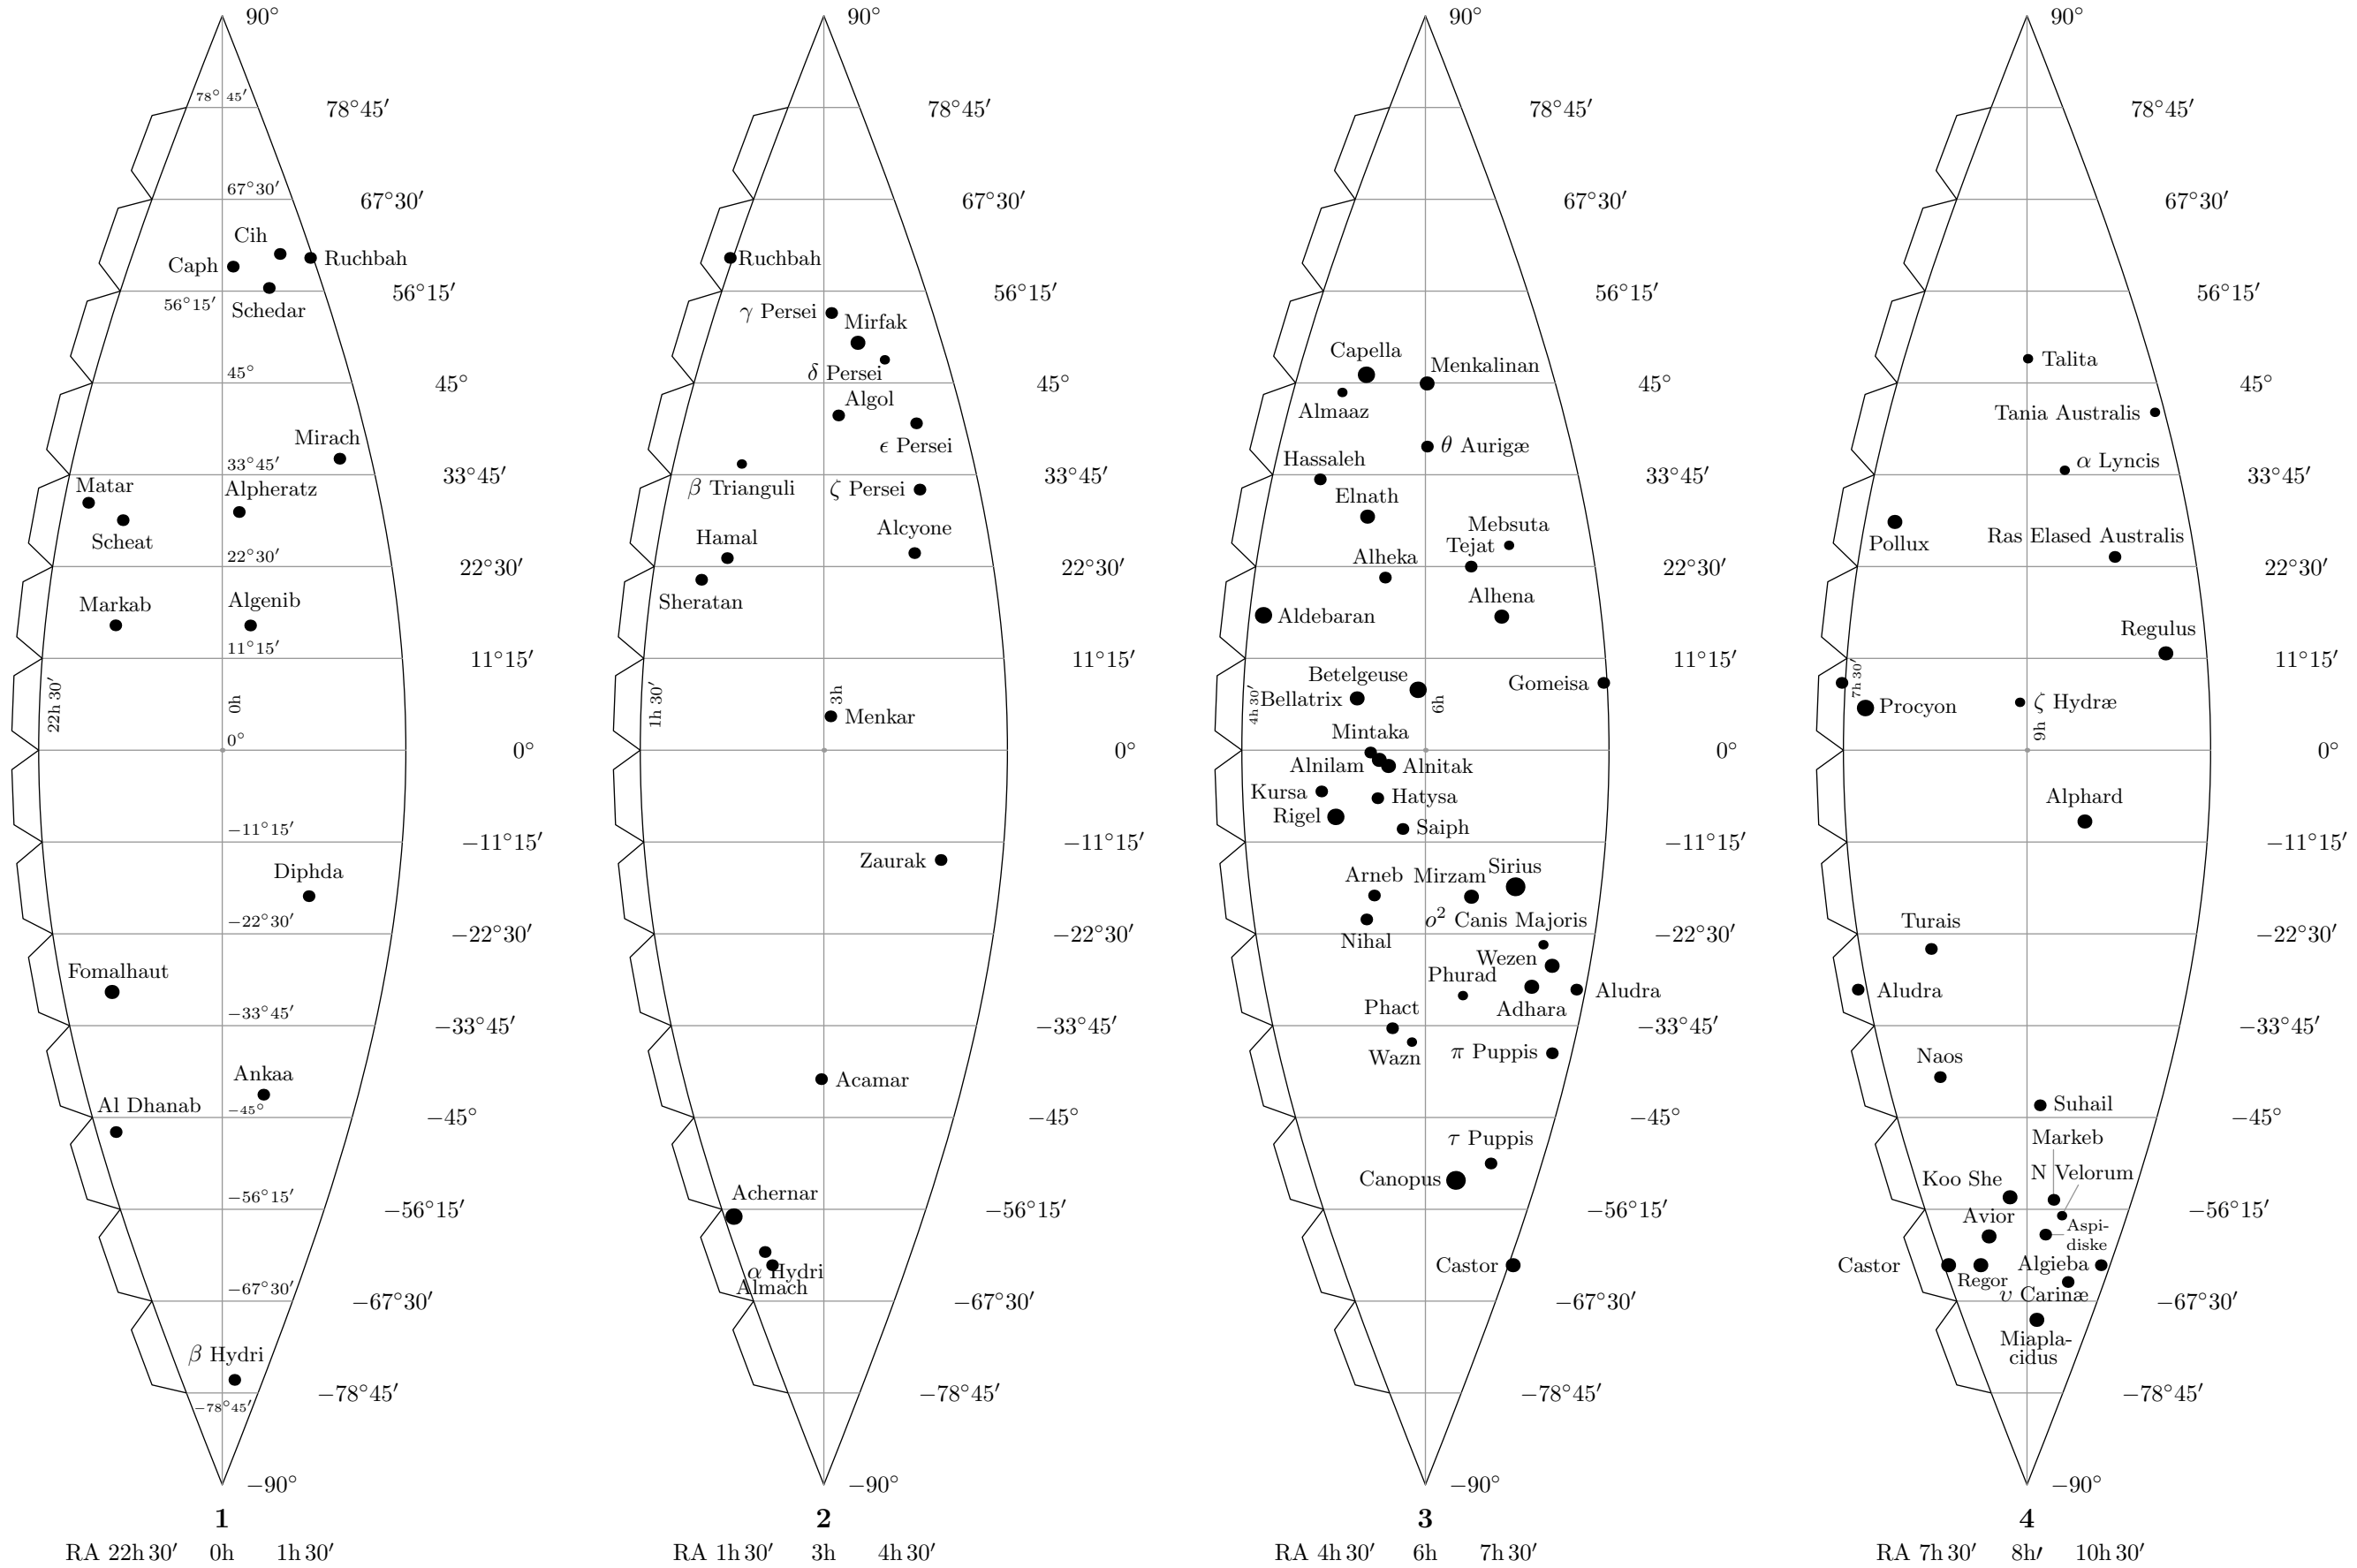 90°
78° 45′
78°45′
67°30′
67°30′
Cih
Caph
Ruchbah
56°15′
56°15′
Schedar
45°
45°
Mirach
33°45′
33°45′
Matar
Alpheratz
Scheat
22°30′
22°30′
Markab
Algenib
11°15′
11°15′
22h 30′
0h
0°
0°
−11°15′
−11°15′
Diphda
−22°30′
−22°30′
Fomalhaut
−33°45′
−33°45′
Ankaa
Al Dhanab
−45°
−45°
−56°15′
−56°15′
−67°30′
−67°30′
β Hydri
−78°45′
−78°45′
−90°
1
RA 22h 30′ 0h 1h 30′
90°
78°45′
67°30′
Ruchbah
56°15′
γ Persei
Mirfak
δ Persei
45°
Algol
ϵ Persei
33°45′
β Trianguli
ζ Persei
Alcyone
Hamal
22°30′
Sheratan
11°15′
1h 30′
3h
Menkar
0°
−11°15′
Zaurak
−22°30′
−33°45′
Acamar
−45°
Achernar
−56°15′
α Hydri
Almach
−67°30′
−78°45′
−90°
2
RA 1h 30′ 3h 4h 30′
90°
78°45′
67°30′
56°15′
Capella
Menkalinan
45°
Almaaz
θ Aurigæ
Hassaleh
33°45′
Elnath
Mebsuta
Tejat
Alheka
22°30′
Alhena
Aldebaran
11°15′
Betelgeuse
Gomeisa
Bellatrix
4h 30′
6h
Mintaka
0°
Alnilam
Alnitak
Kursa
Hatysa
Rigel
Saiph
−11°15′
Sirius
Arneb
Mirzam
o² Canis Majoris
Nihal
−22°30′
Wezen
Phurad
Aludra
Adhara
Phact
−33°45′
Wazn
π Puppis
−45°
τ Puppis
Canopus
−56°15′
Castor
−67°30′
−78°45′
−90°
3
RA 4h 30′ 6h 7h 30′
90°
78°45′
67°30′
56°15′
Talita
45°
Tania Australis
α Lyncis
33°45′
Ras Elased Australis
Pollux
22°30′
Regulus
11°15′
7h 30′
Procyon
ζ Hydræ
9h
0°
Alphard
−11°15′
Turais
−22°30′
Aludra
−33°45′
Naos
Suhail
−45°
Markeb
N Velorum
Koo She
−56°15′
Avior
Aspi-
diske
Castor
Algieba
Regor
υ Carinæ
−67°30′
Miapla-
cidus
−78°45′
−90°
4
RA 7h 30′ 8h′ 10h 30′